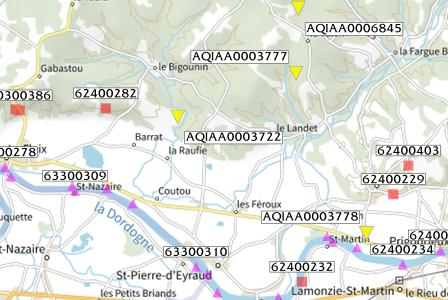 AQIAA0006845
la Fargue B
AQIAA0003777
le Bigounin
Gabastou
0300386
62400282
le Landet
AQIAA0003722
Barrat
la Raufie
62400403
00278
63300309
St-Nazaire
62400229
Coutou
les Féroux
la Dordogne
AQIAA0003778
uquette
St-Martin
62400
Prigonrieux
62400234
t-Nazaire
63300310
St-Pierre-d'Eyraud
62400232
les Petits Briands
Lamonzie-St-Martin
le Rieu d